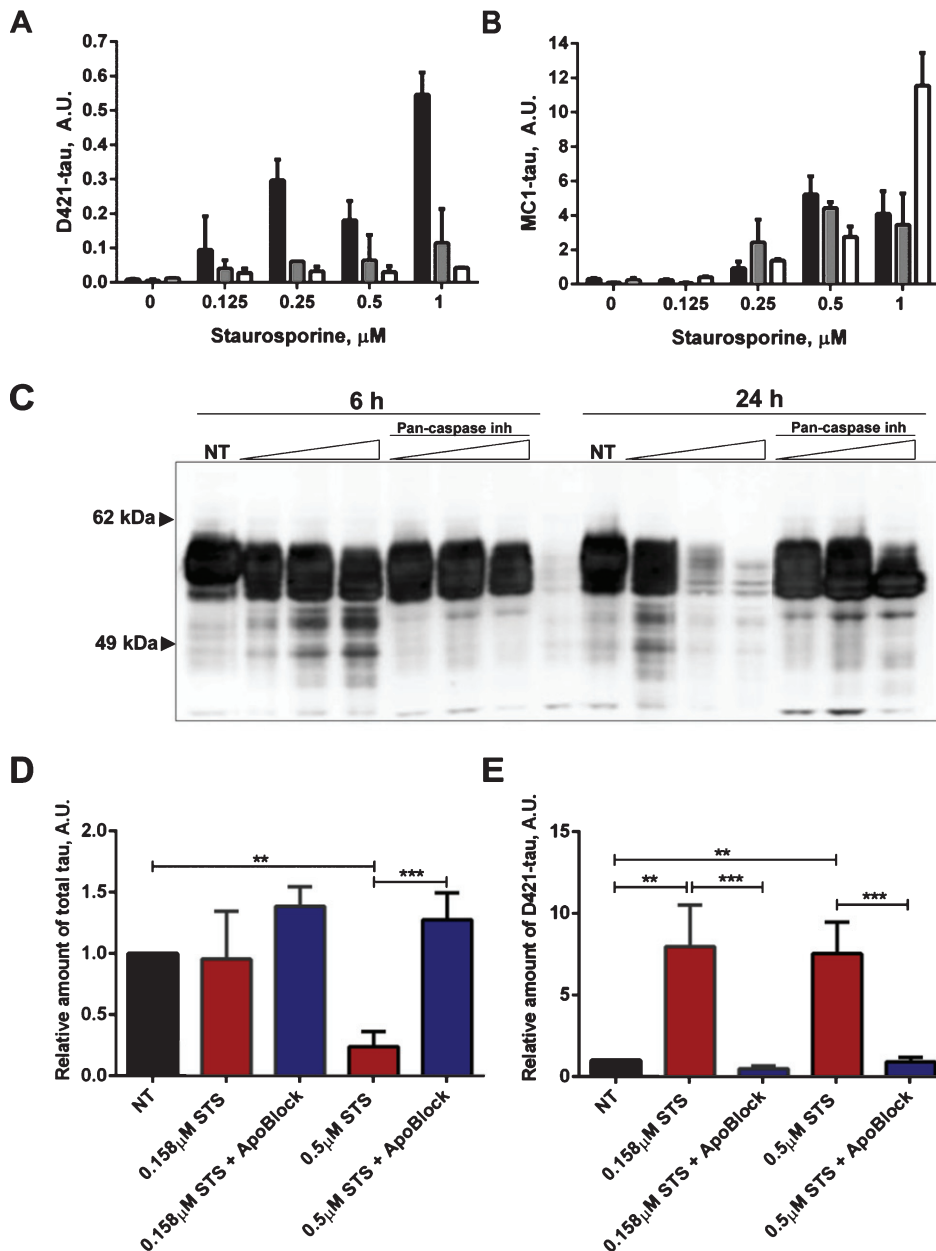 A
0.7
0.6
0.5
0.4
0.3
0.2
0.1
0.0
D421-tau, A.U.
0 0.125 0.25 0.5 1
Staurosporine, μM
B
14
12
10
8
6
4
2
0
MC1-tau, A.U.
0 0.125 0.25 0.5 1
Staurosporine, μM
C
6 h 24 h
Pan-caspase inh Pan-caspase inh
NT NT
62 kDa
49 kDa
D
2.0
1.5
1.0
0.5
0.0
Relative amount of total tau, A.U.
**
***
NT
0.158μM STS
0.158μM STS + ApoBlock
0.5μM STS
0.5μM STS + ApoBlock
E
15
10
5
0
Relative amount of D421-tau, A.U.
**
** ***
***
NT
0.158μM STS
0.158μM STS + ApoBlock
0.5μM STS
0.5μM STS + ApoBlock